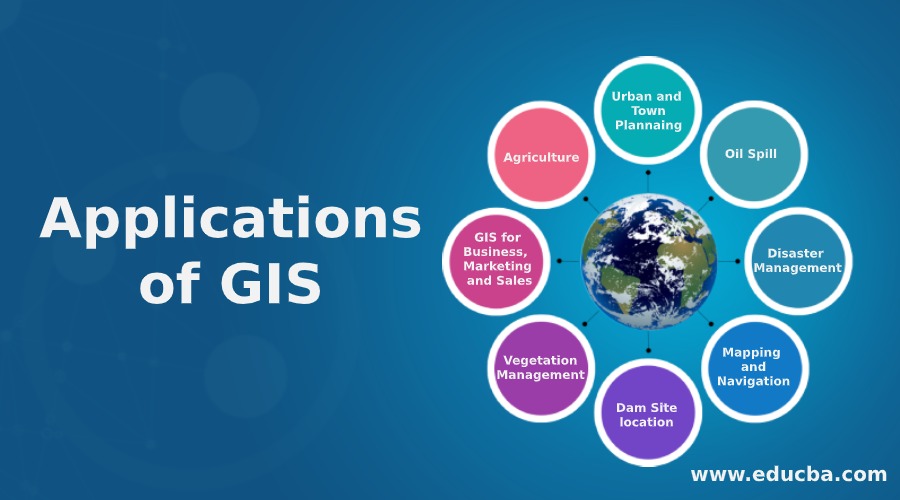 Applications
of GIS
Urban and
Town
Plannaing
Oil Spill
Disaster
Management
Mapping
and
Navigation
Dam Site
location
Vegetation
Management
GIS for
Business,
Marketing
and Sales
Agriculture
www.educba.com